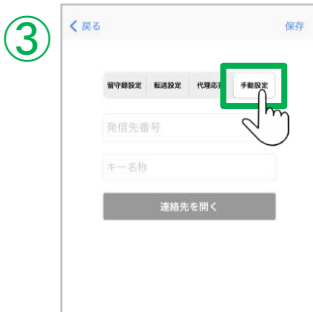 ③
戻る 保存
留守録設定 転送設定 代理応 手動設定
発信先番号
キー名称
連絡先を開く